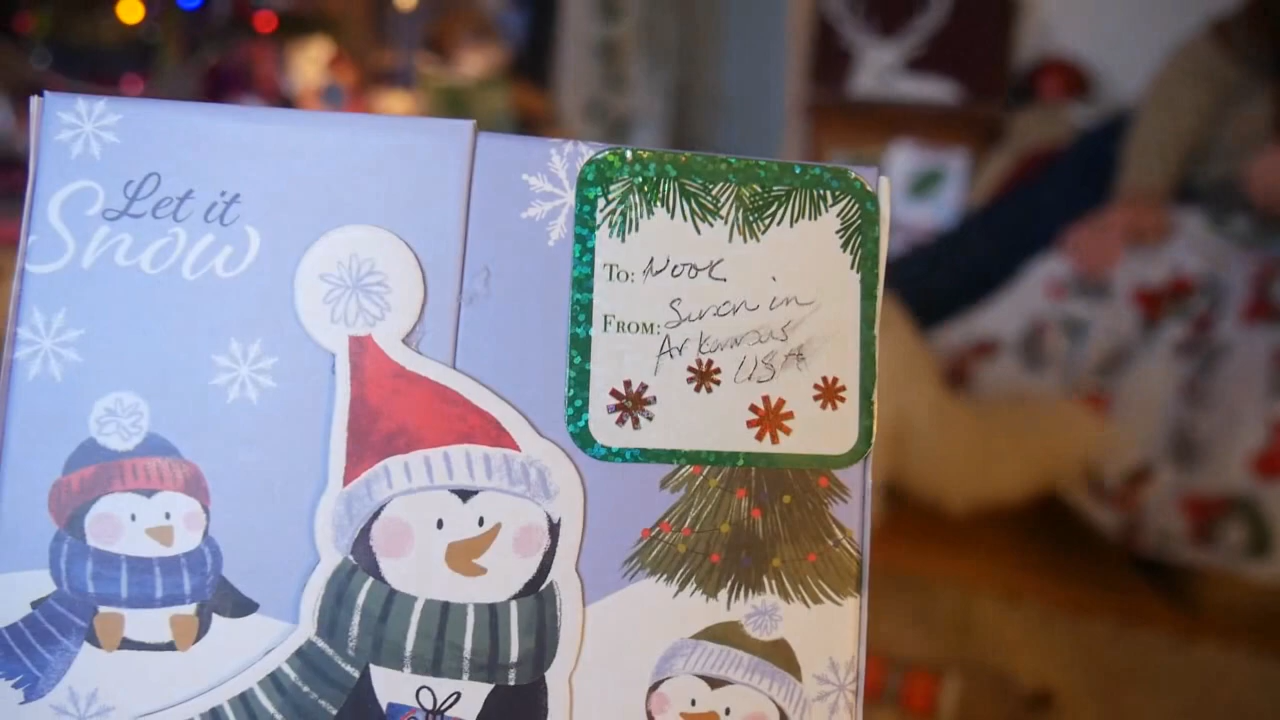 Let it
Snow
To: Nook
From: Susan in
Arkansas
USA